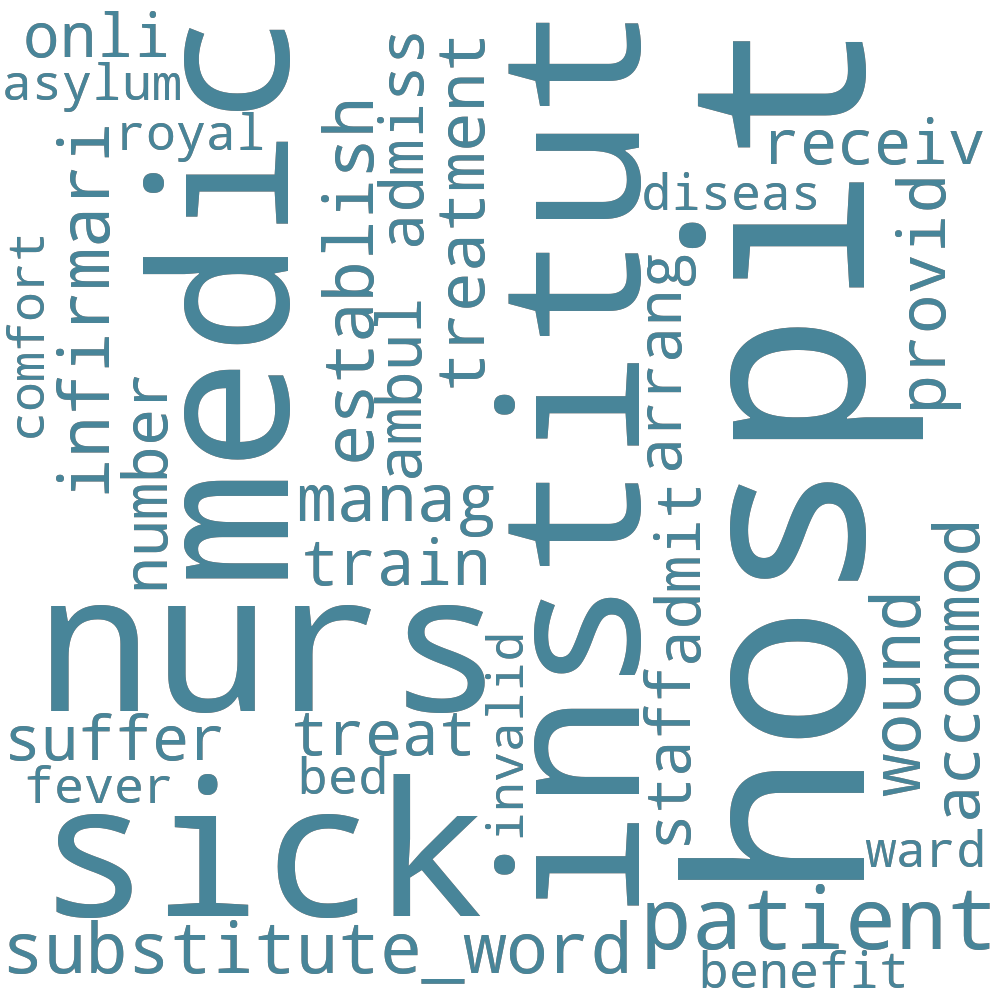 onli
asylum
royal
medic
infirmari
comfort
number
establish
admiss
ambul
treatment
institut
hospit
receiv
diseas
provid
arrang
manag
train
admit
nurs
invalid
staff
wound
accommod
suffer
treat
fever
bed
sick
ward
substitute_word
patient
benefit